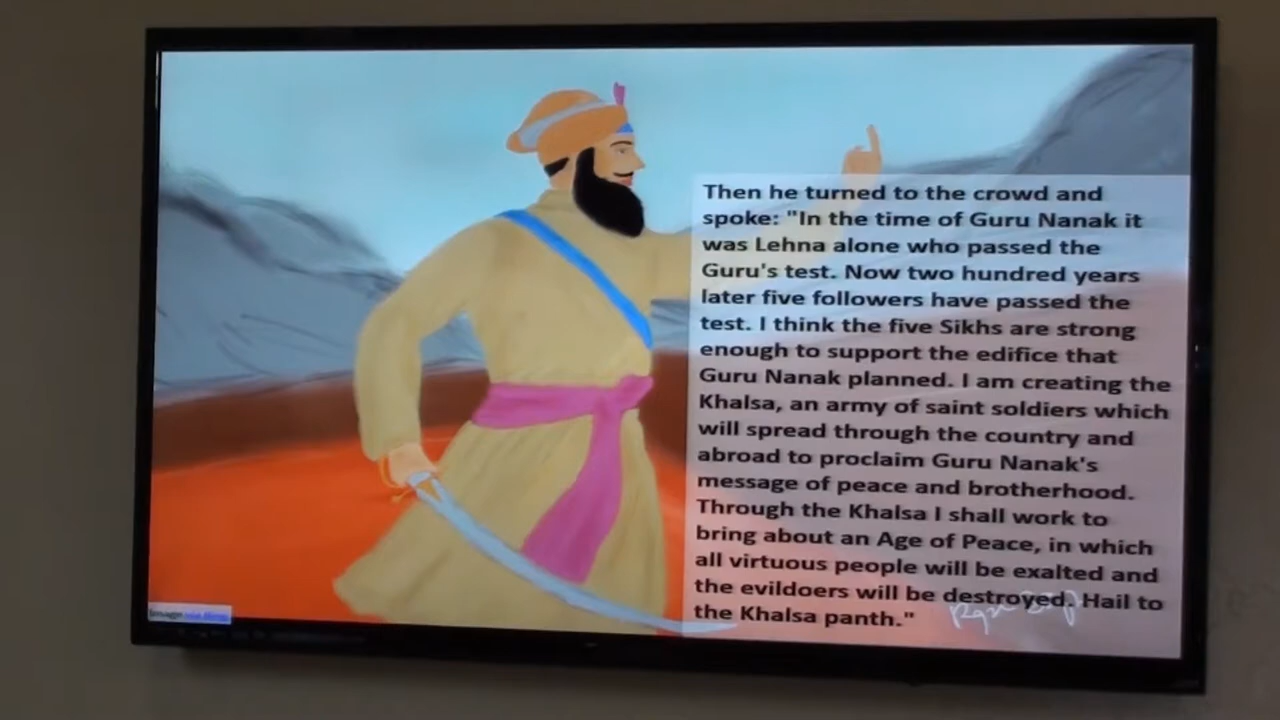 Then he turned to the crowd and
spoke: "In the time of Guru Nanak it
was Lehna alone who passed the
Guru's test. Now two hundred years
later five followers have passed the
test. I think the five Sikhs are strong
enough to support the edifice that
Guru Nanak planned. I am creating the
Khalsa, an army of saint soldiers which
will spread through the country and
abroad to proclaim Guru Nanak's
message of peace and brotherhood.
Through the Khalsa I shall work to
bring about an Age of Peace, in which
all virtuous people will be exalted and
the evildoers will be destroyed. Hail to
the Khalsa panth."
Image